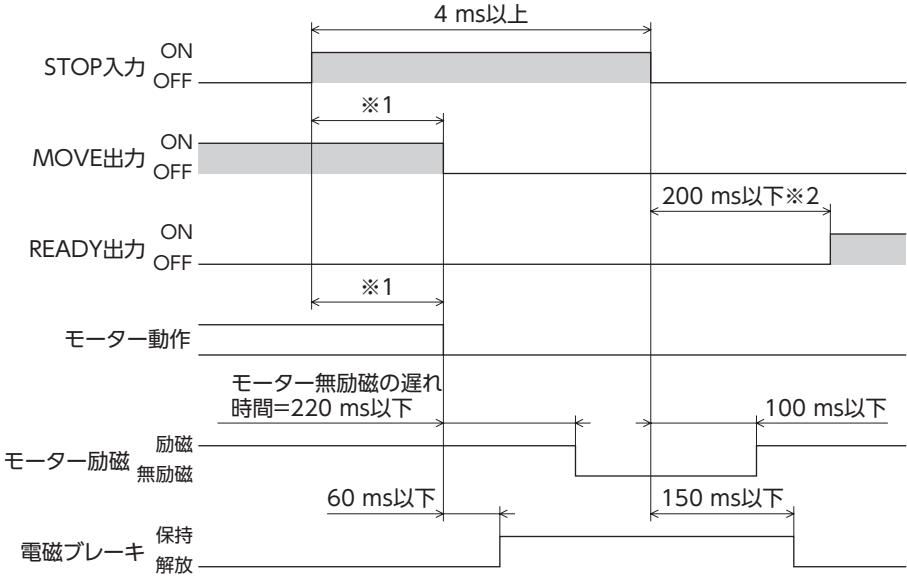 4 ms以上
STOP入力
ON
OFF
※1
MOVE出力
ON
OFF
200 ms以下※2
READY出力
ON
OFF
※1
モーター動作
モーター無励磁の遅れ
時間=220 ms以下
100 ms以下
モーター励磁
励磁
無励磁
60 ms以下
150 ms以下
電磁ブレーキ
保持
解放